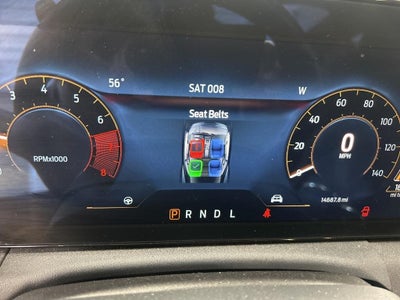 56° SAT 008 W
Seat Belts
3 4 5 6 7 8
RPMx1000
0 20 40 60 80 100 120 140
0
MPH
14687.8 mi
P R N D L